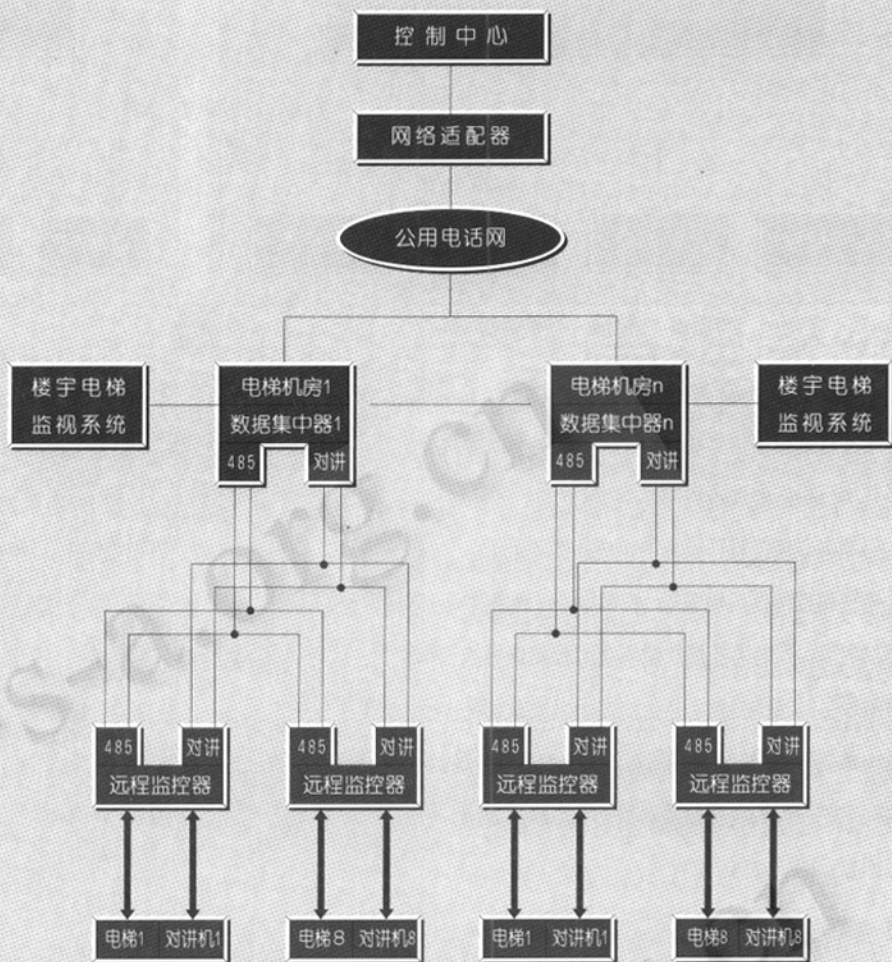 控制中心
网络适配器
公用电话网
楼宇电梯
监视系统
电梯机房1
数据集中器1
485 对讲
电梯机房n
数据集中器n
485 对讲
楼宇电梯
监视系统
485 对讲
远程监控器
485 对讲
远程监控器
485 对讲
远程监控器
485 对讲
远程监控器
电梯1 对讲机1
电梯8 对讲机8
电梯1 对讲机1
电梯8 对讲机8
s-a.org.cn